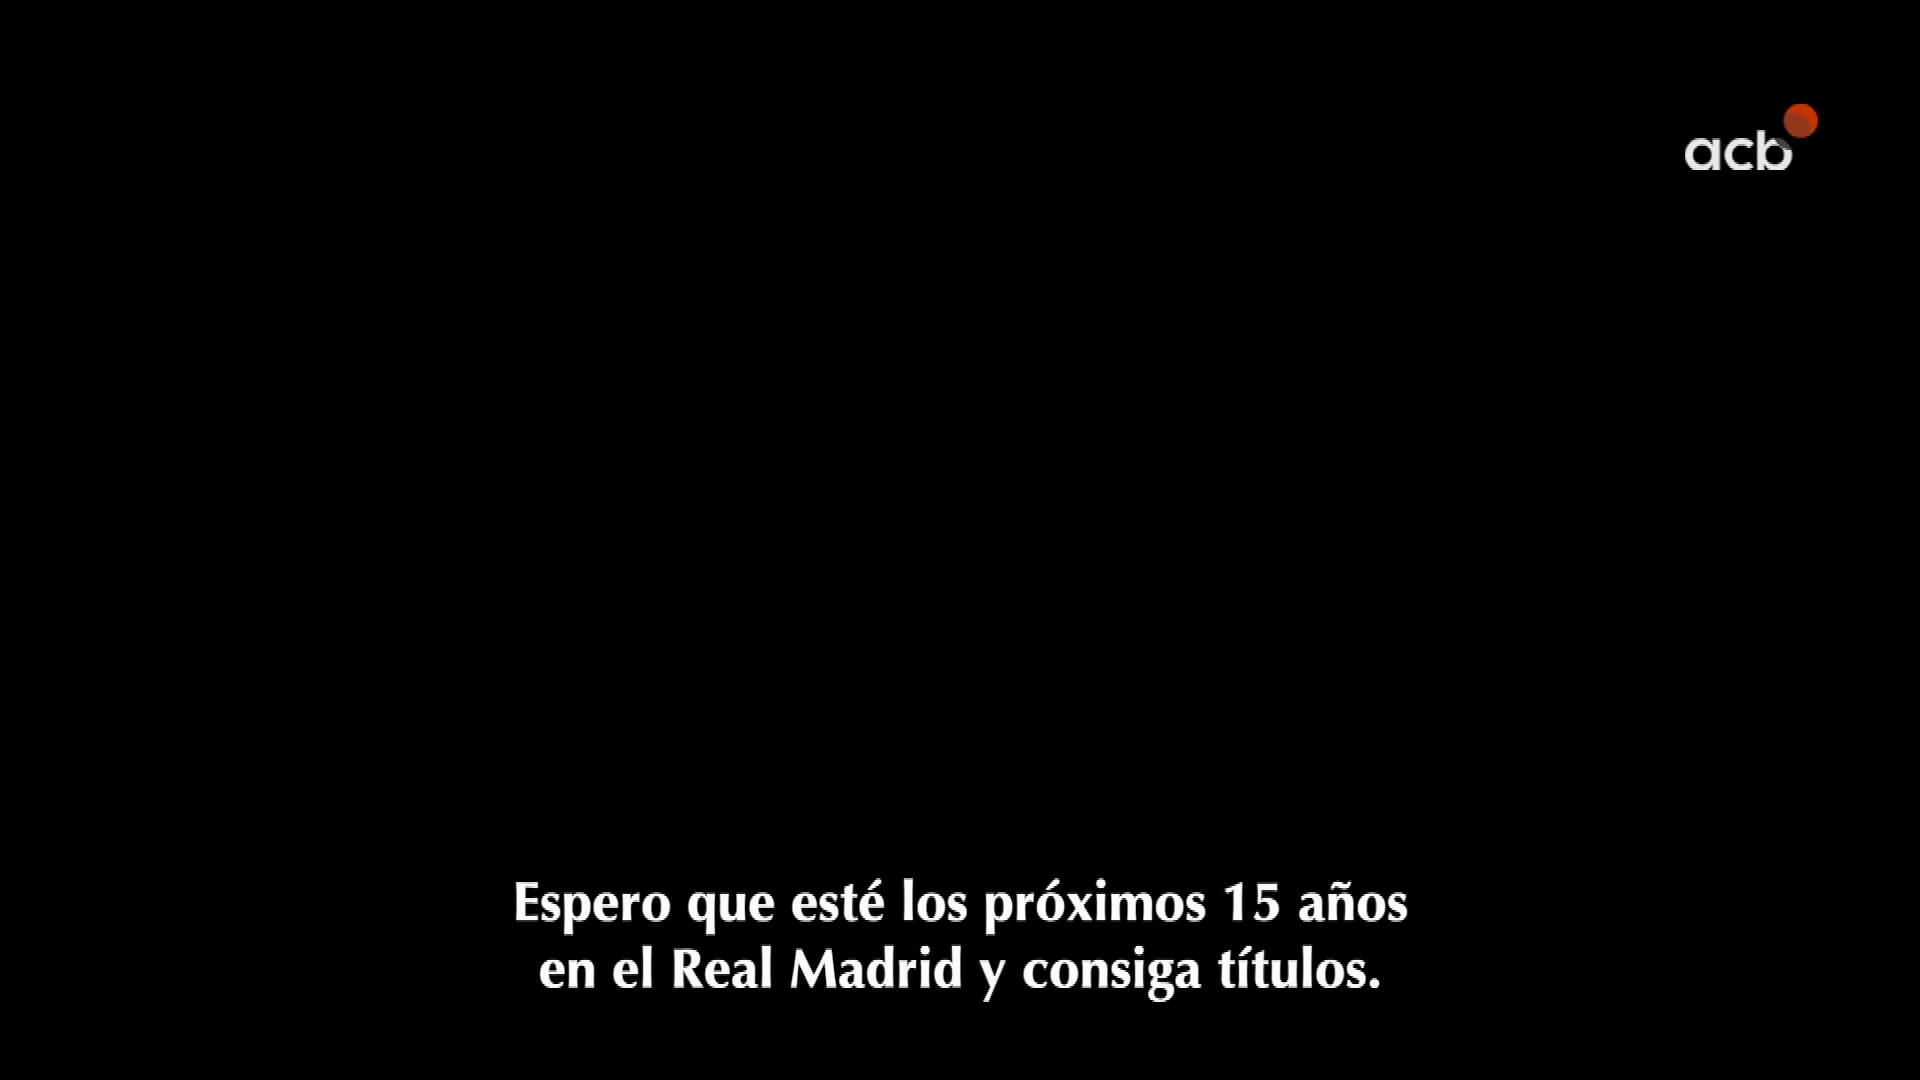 acb
Espero que esté los próximos 15 años
en el Real Madrid y consiga títulos.